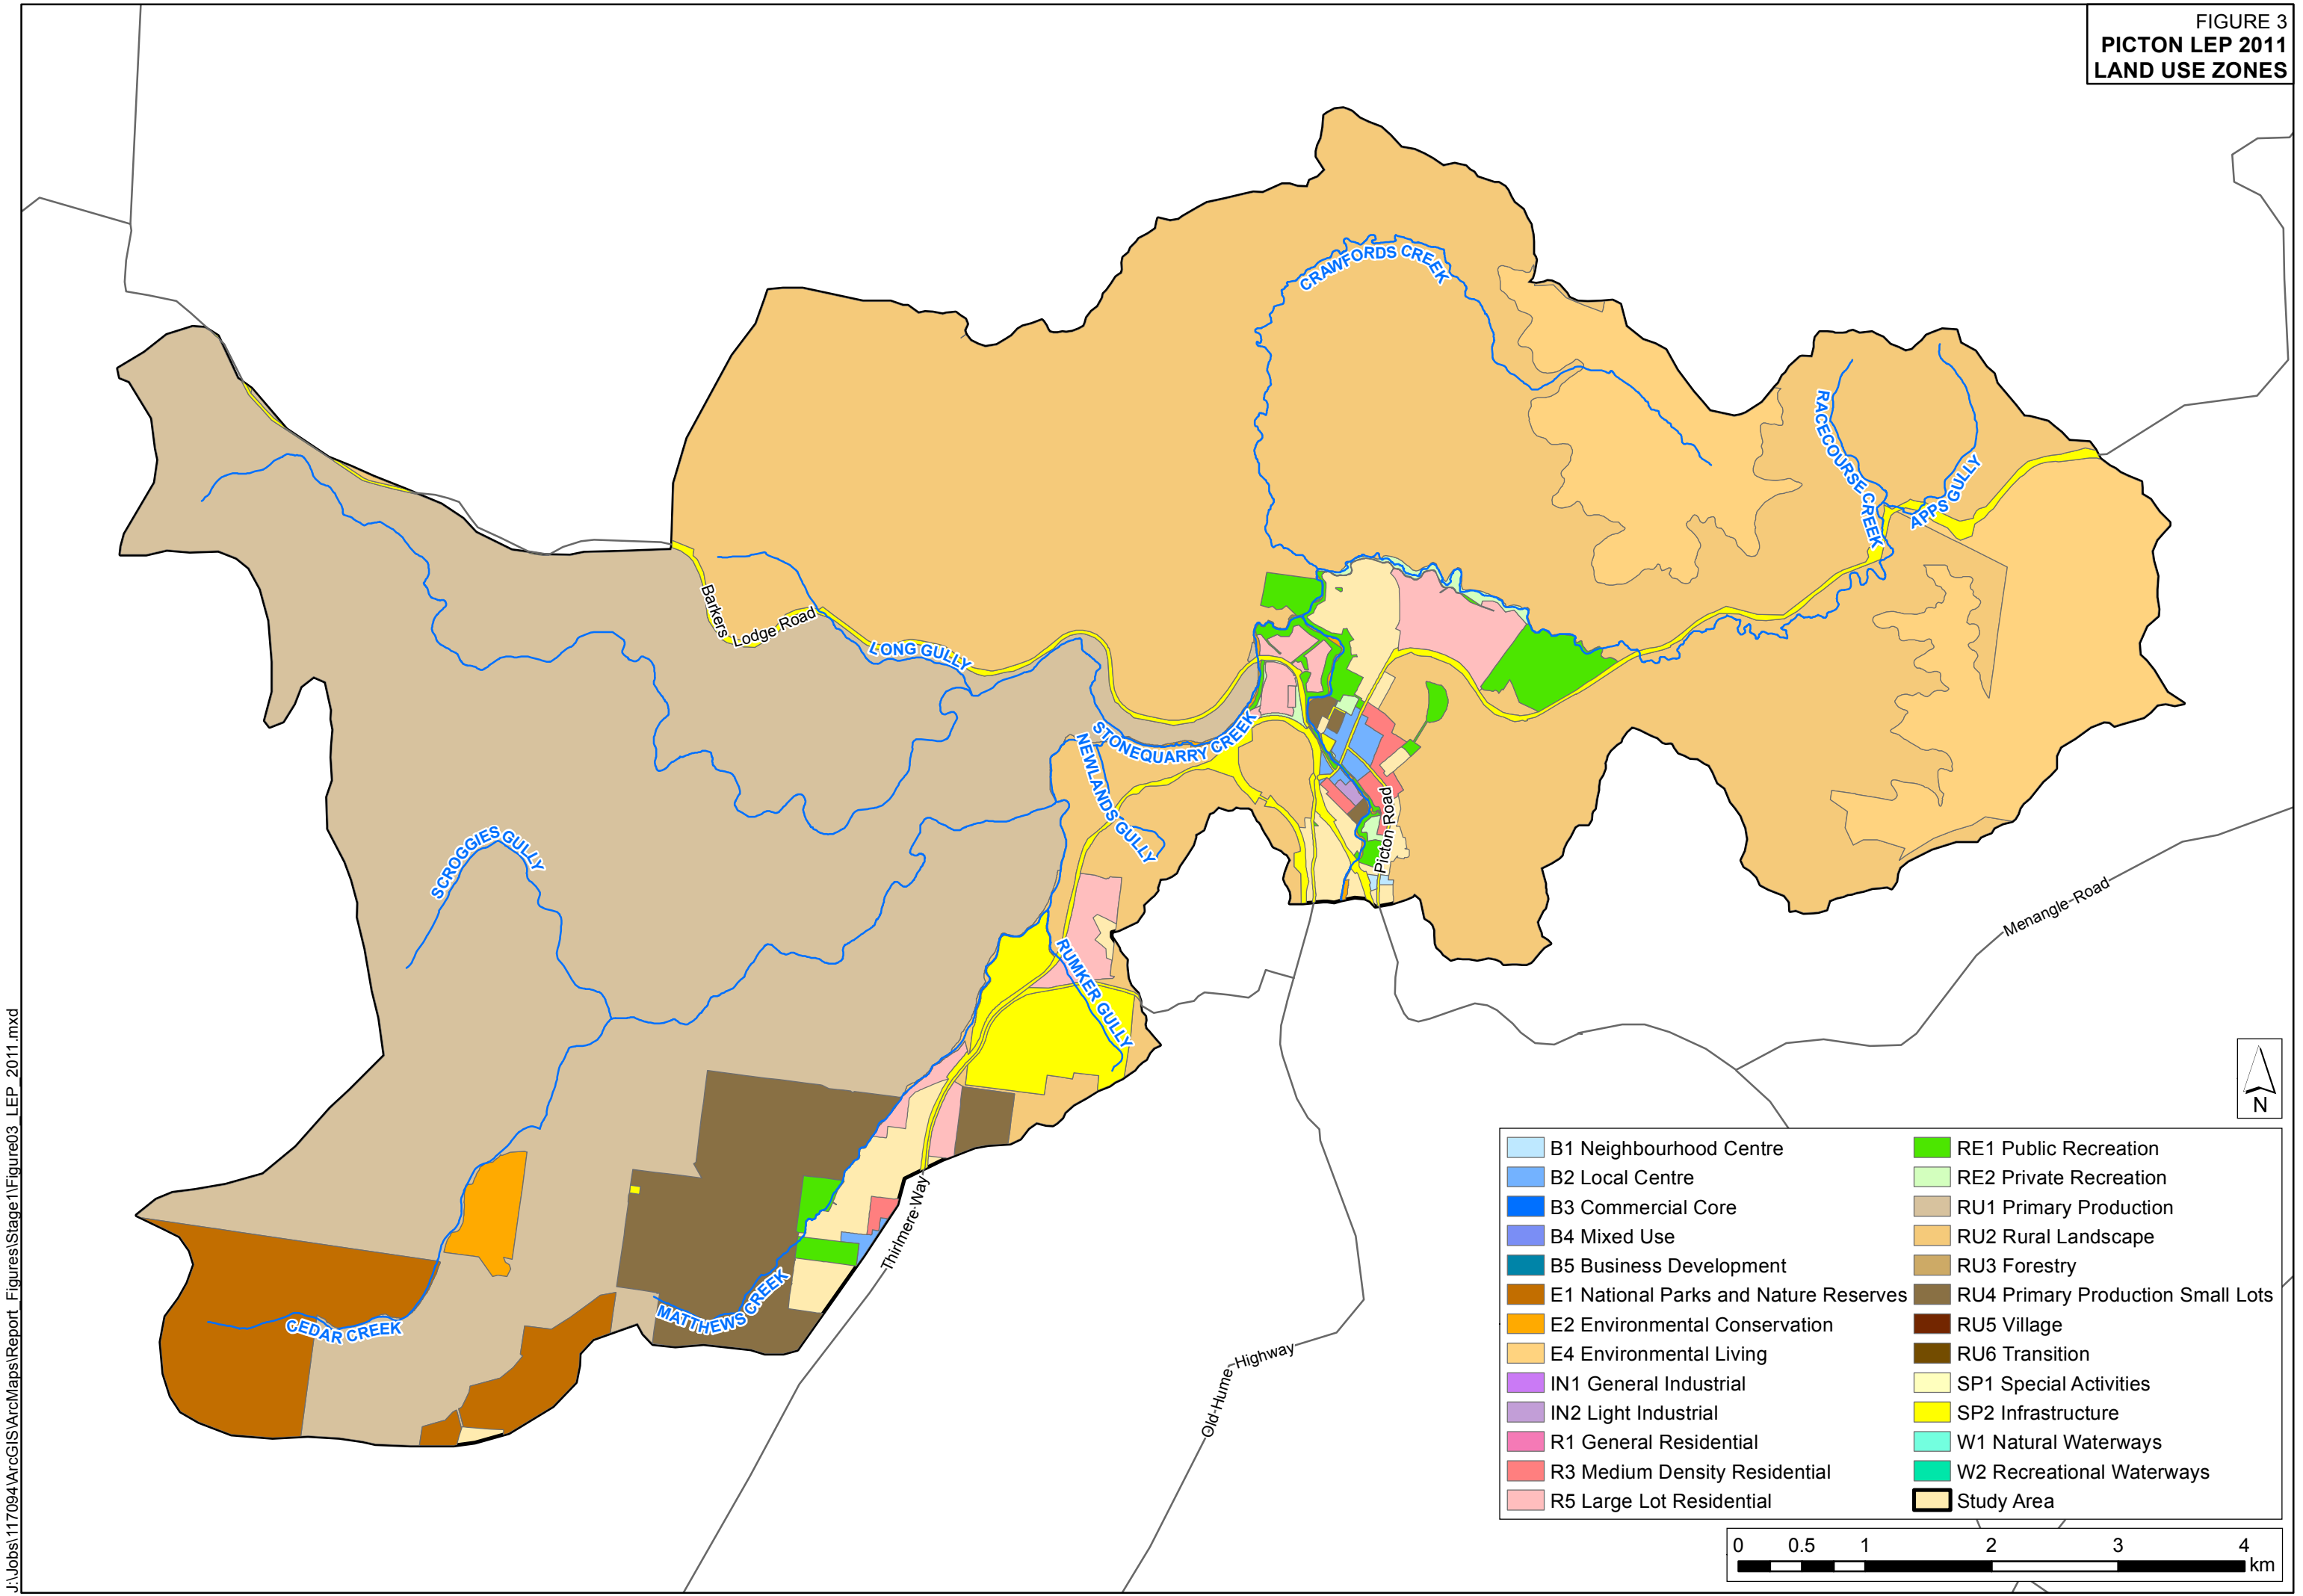 FIGURE 3
PICTON LEP 2011
LAND USE ZONES
CRAWFORDS CREEK
RACECOURSE CREEK
APPS GULLY
Barkers
Lodge Road
LONG GULLY
STONEQUARRY CREEK
NEWLANDS GULLY
Picton Road
SCROGGIES GULLY
RUMKER GULLY
Menangle-Road
Thirlmere-Way
MATTHEWS CREEK
CEDAR CREEK
Old-Hume-Highway
N
B1 Neighbourhood Centre
B2 Local Centre
B3 Commercial Core
B4 Mixed Use
B5 Business Development
E1 National Parks and Nature Reserves
E2 Environmental Conservation
E4 Environmental Living
IN1 General Industrial
IN2 Light Industrial
R1 General Residential
R3 Medium Density Residential
R5 Large Lot Residential
RE1 Public Recreation
RE2 Private Recreation
RU1 Primary Production
RU2 Rural Landscape
RU3 Forestry
RU4 Primary Production Small Lots
RU5 Village
RU6 Transition
SP1 Special Activities
SP2 Infrastructure
W1 Natural Waterways
W2 Recreational Waterways
Study Area
0 0.5 1 2 3 4
km
J:\Jobs\117094\ArcGIS\ArcMaps\Report_Figures\Stage1\Figure03_LEP_2011.mxd